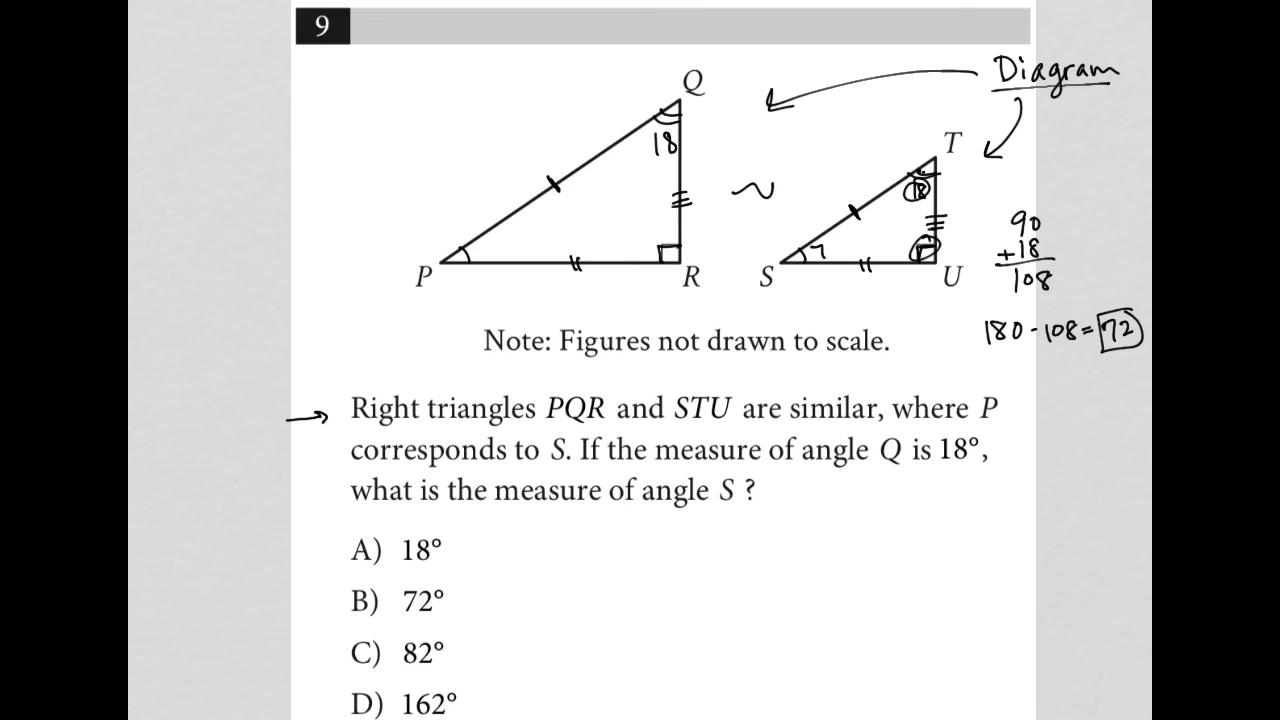 9
Diagram
Q
18
T
18
P
R
S
?
U
90
+18
108
180-108=72
Note: Figures not drawn to scale.
Right triangles PQR and STU are similar, where P
corresponds to S. If the measure of angle Q is 18°,
what is the measure of angle S ?
A) 18°
B) 72°
C) 82°
D) 162°